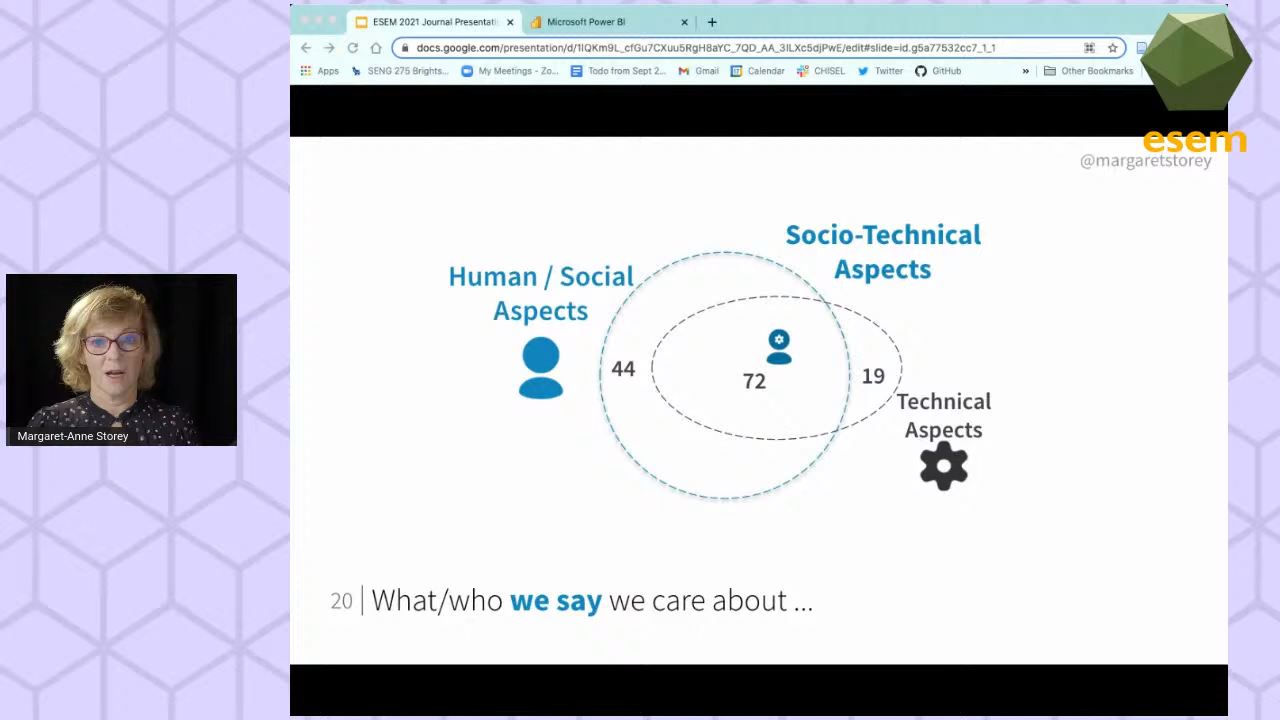 ESEM 2021 Journal Presentati
Microsoft Power BI
docs.google.com/presentation/d/1lQKm9L_cfGu7CXuu5RgH8aYC_7QD_AA_3ILXc5djPwE/edit#slide=id.g5a77532cc7_1_1
Apps
SENG 275 Brights...
My Meetings - Zo...
Todo from Sept 2...
Gmail
Calendar
CHISEL
Twitter
GitHub
»
Other Bookmarks
esem
@margaretstorey
Socio-Technical
Aspects
Human / Social
Aspects
44
72
19
Technical
Aspects
Margaret-Anne Storey
20 | What/who we say we care about ...